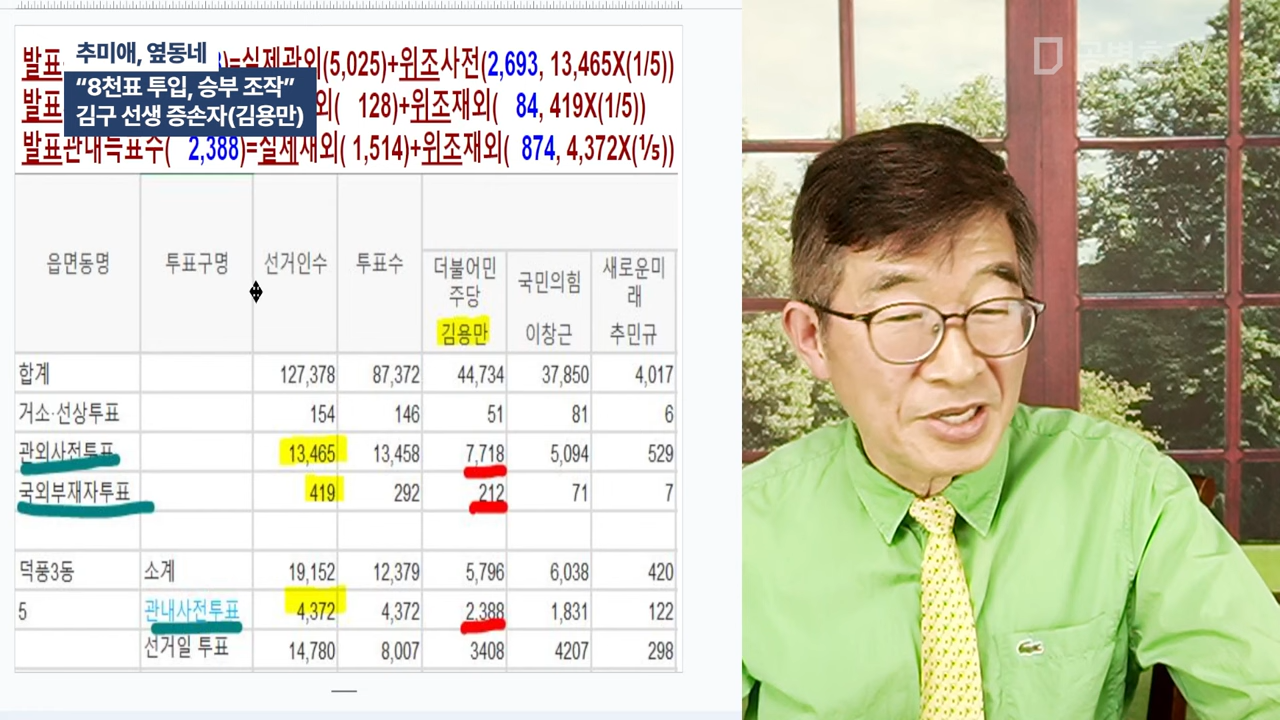 추미애, 옆동네
“8천표 투입, 승부 조작”
김구 선생 증손자(김용만)
발표 )=실제관외(5,025)+위조사전(2,693, 13,465X(1/5))
발표 외( 128)+위조재외( 84, 419X(1/5))
발표관내득표수( 2,388)=실제재외( 1,514)+위조재외( 874, 4,372X(⅕))
읍면동명 투표구명 선거인수 투표수 더불어민주당 김용만 국민의힘 이창근 새로운미래 추민규
합계 127,378 87,372 44,734 37,850 4,017
거소·선상투표 154 146 51 81 6
관외사전투표 13,465 13,458 7,718 5,094 529
국외부재자투표 419 292 212 71 7
덕풍3동 소계 19,152 12,379 5,796 6,038 420
5 관내사전투표 4,372 4,372 2,388 1,831 122
선거일 투표 14,780 8,007 3408 4207 298